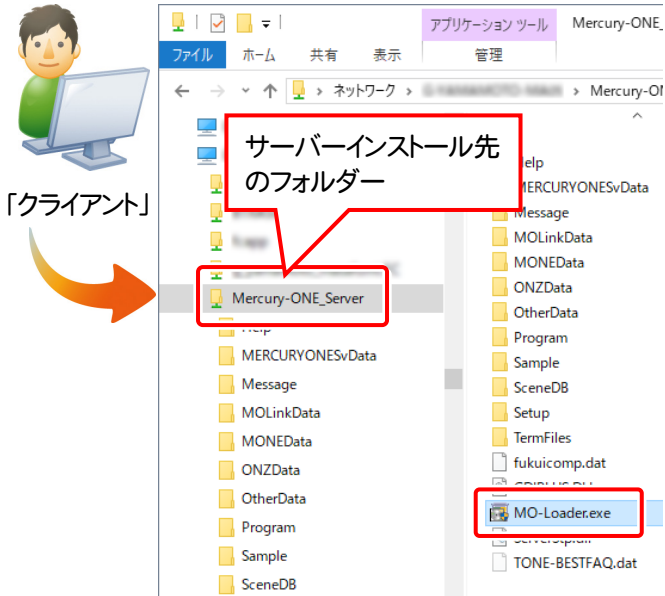 アプリケーション ツール
Mercury-ONE_
ファイル
ホーム
共有
表示
管理
ネットワーク
Mercury-ON
サーバーインストール先
のフォルダー
「クライアント」
Mercury-ONE_Server
Help
MERCURYONESvData
Message
MOLinkData
MONEData
ONZData
OtherData
Program
Sample
SceneDB
Help
MERCURYONESvData
Message
MOLinkData
MONEData
ONZData
OtherData
Program
Sample
SceneDB
Setup
TermFiles
fukuicomp.dat
GDIPLUS.DLL
MO-Loader.exe
TONE-BESTFAQ.dat